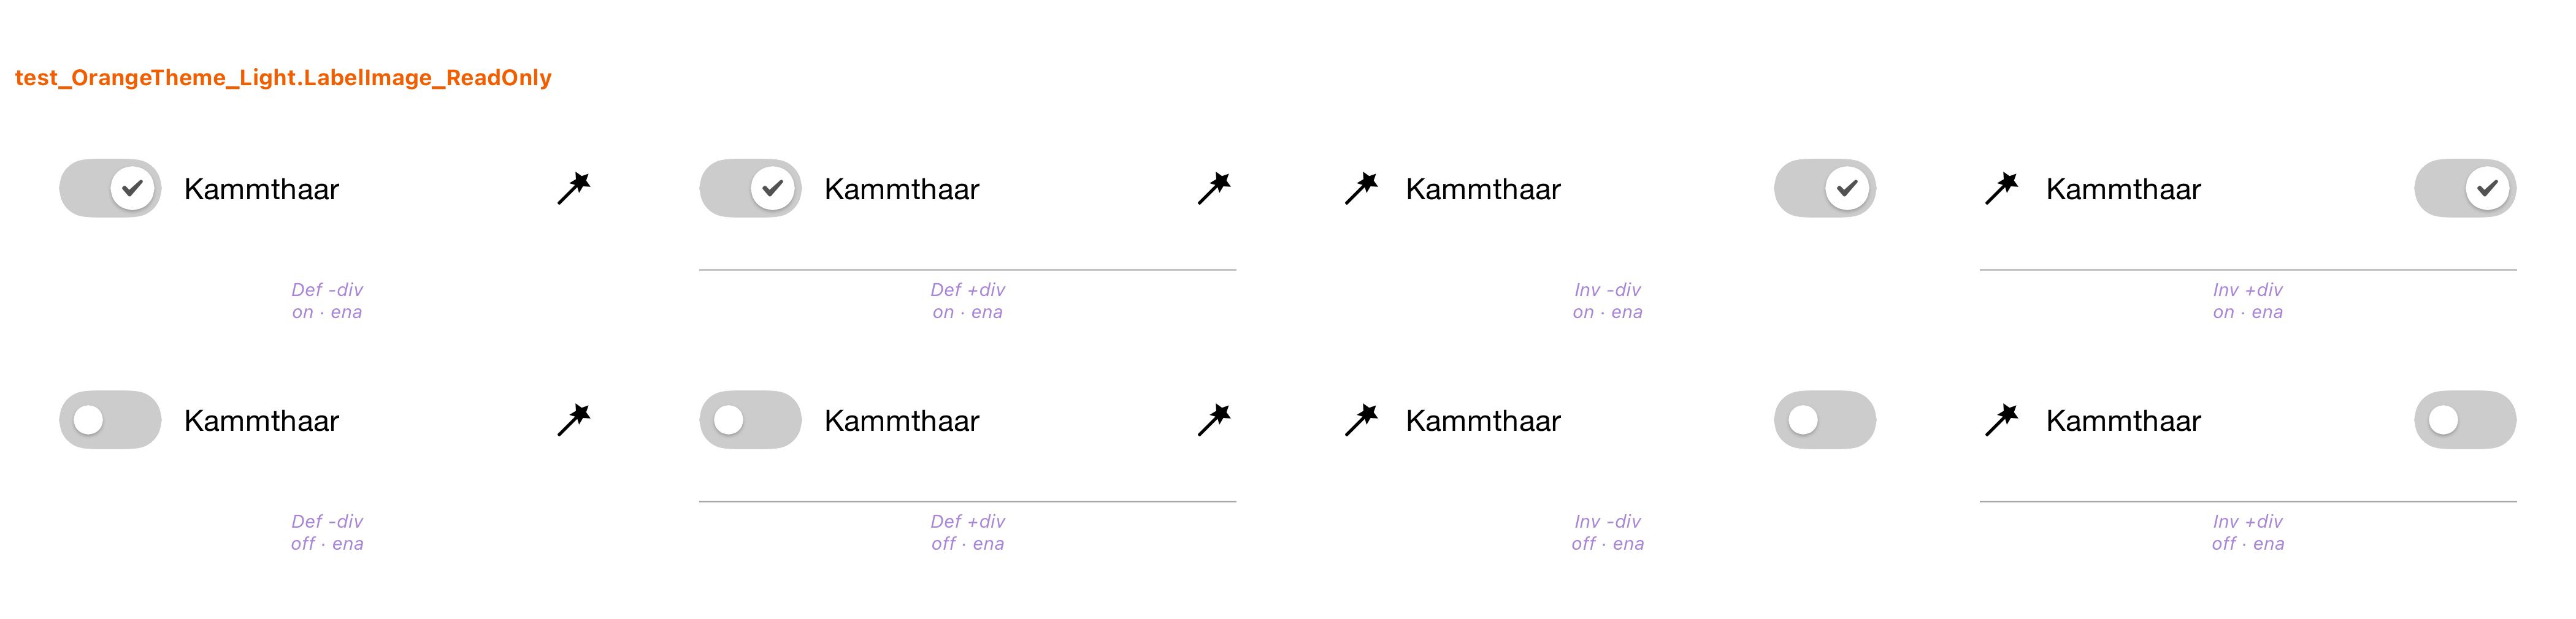 test_OrangeTheme_Light.LabelImage_ReadOnly
Kammthaar
Kammthaar
Kammthaar
Kammthaar
Def -div
on · ena
Def +div
on · ena
Inv -div
on · ena
Inv +div
on · ena
Kammthaar
Kammthaar
Kammthaar
Kammthaar
Def -div
off · ena
Def +div
off · ena
Inv -div
off · ena
Inv +div
off · ena